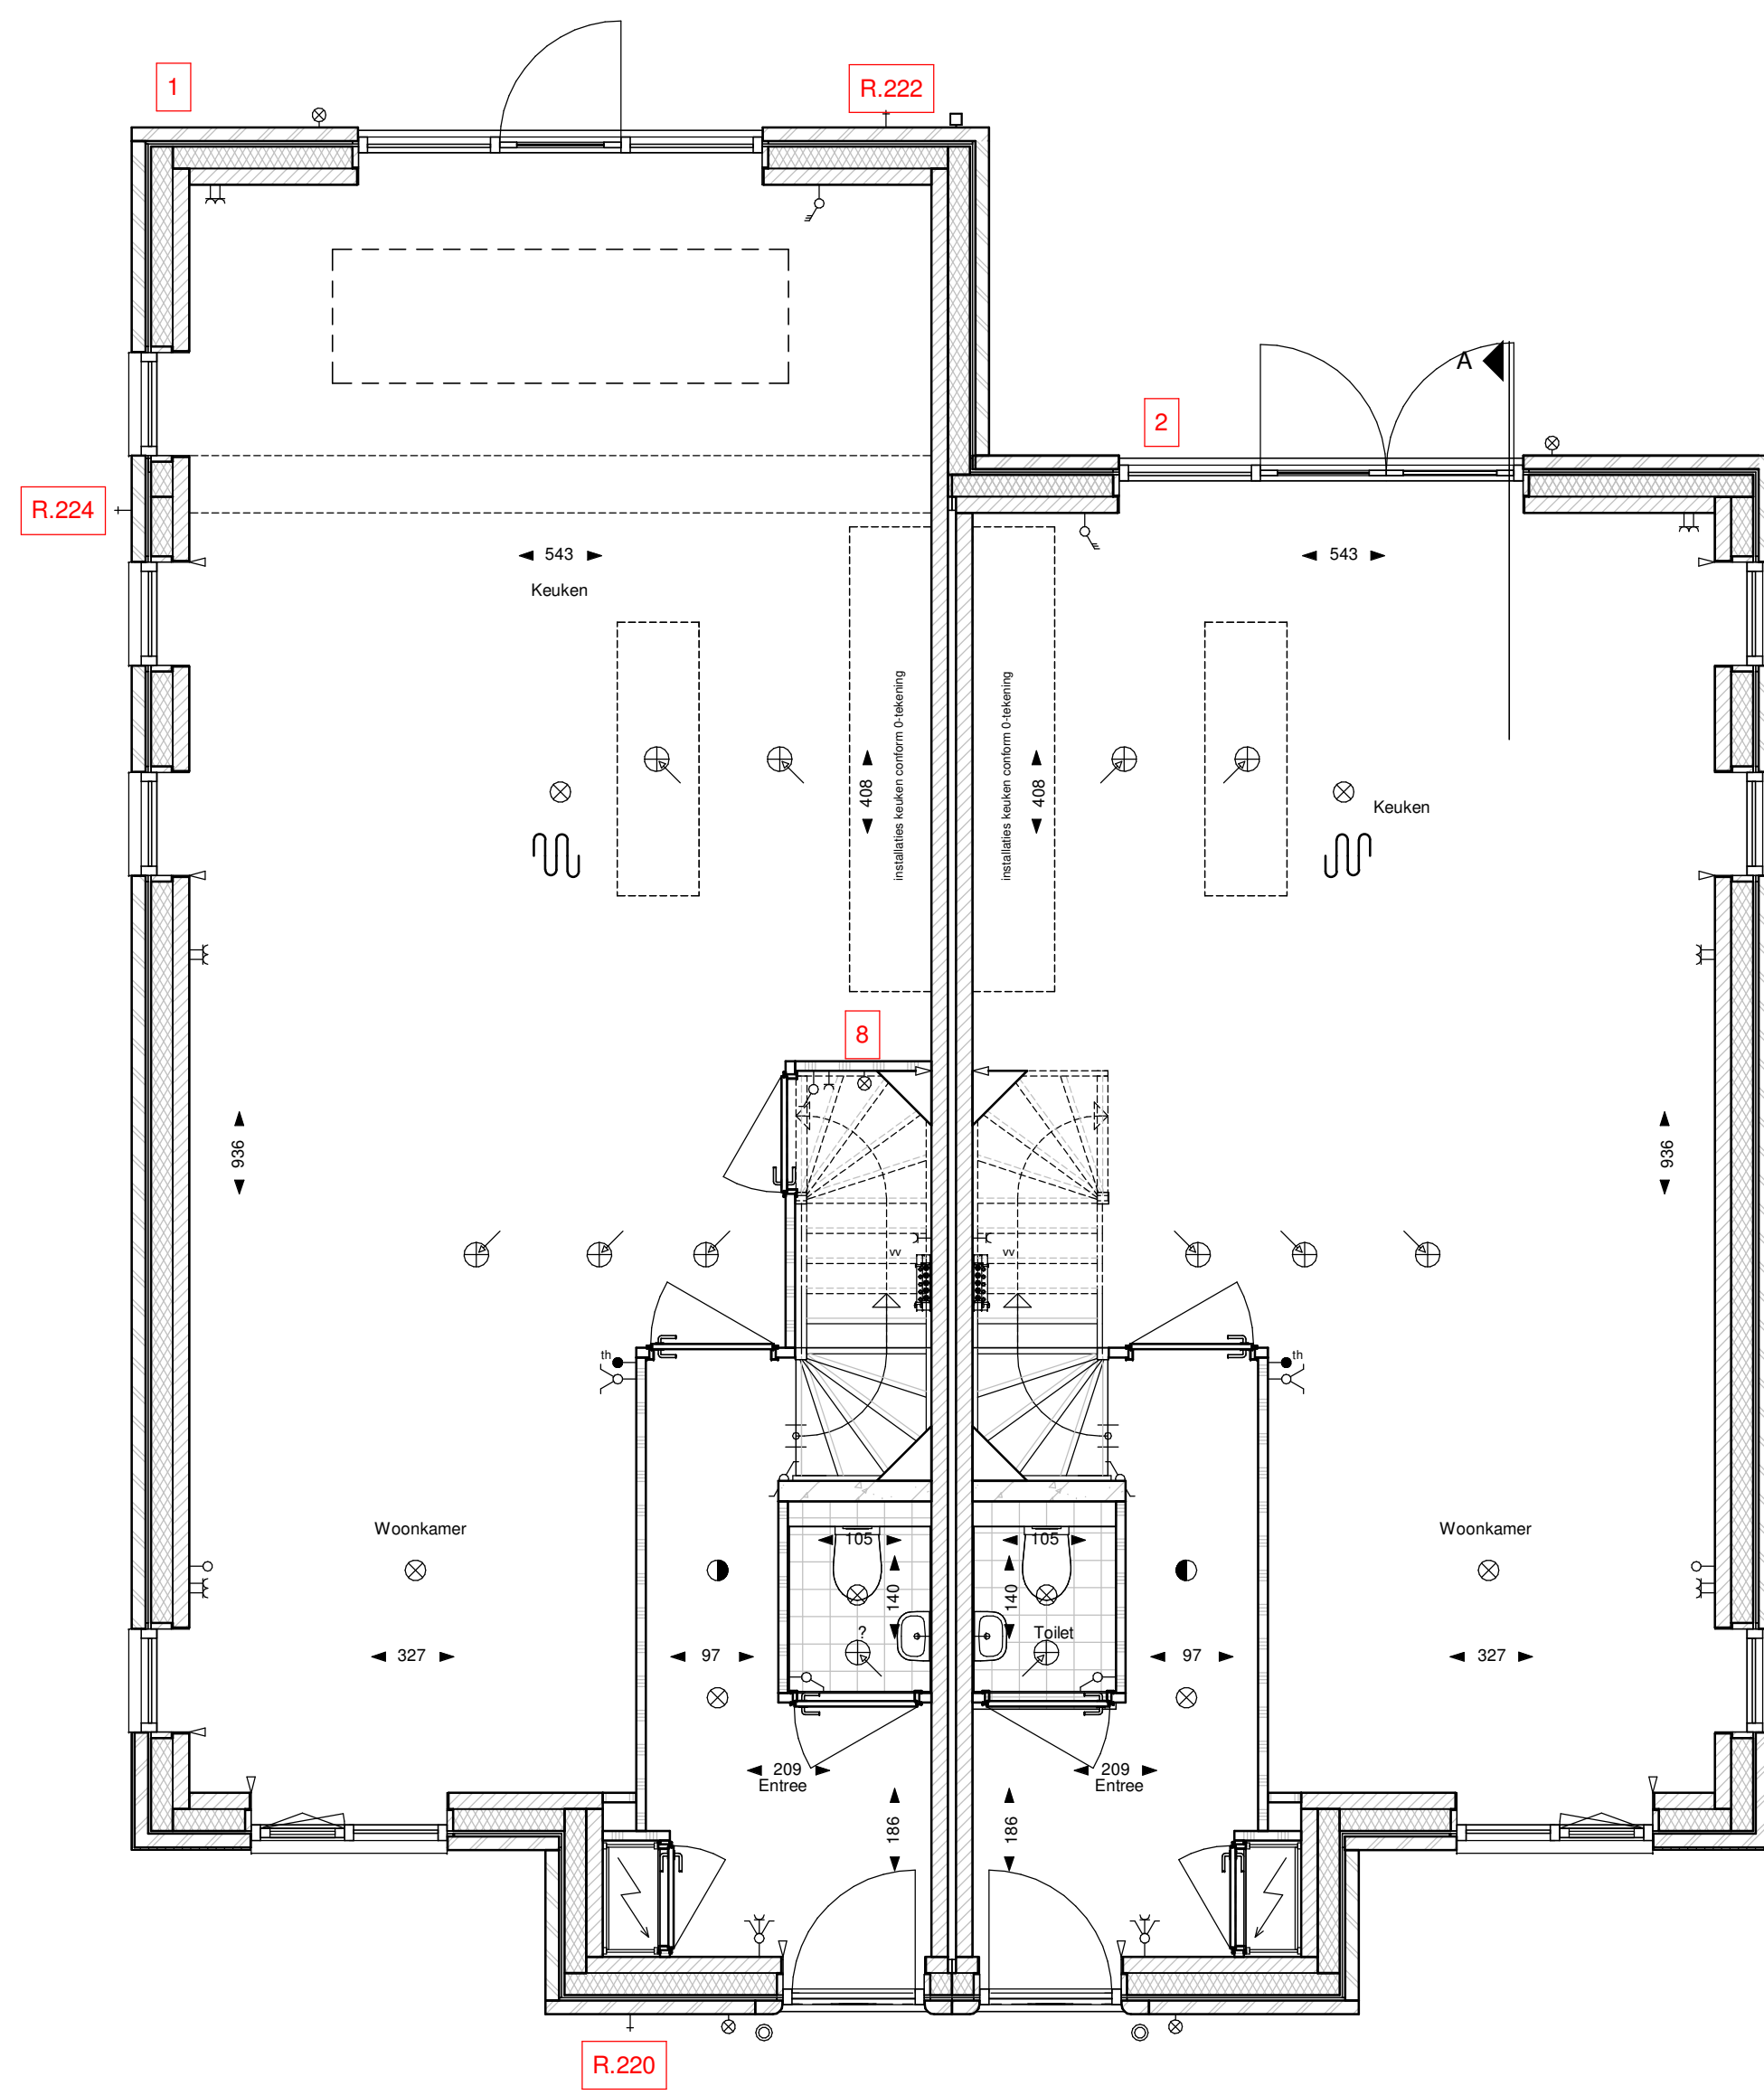 1
R.222
A
2
R.224
543
543
Keuken
installaties keuken conform 0-tekening
installaties keuken conform 0-tekening
408
408
Keuken
8
936
936
vv
vv
th
th
Woonkamer
Woonkamer
105
105
140
140
?
Toilet
327
97
97
327
209
Entree
209
Entree
186
186
R.220